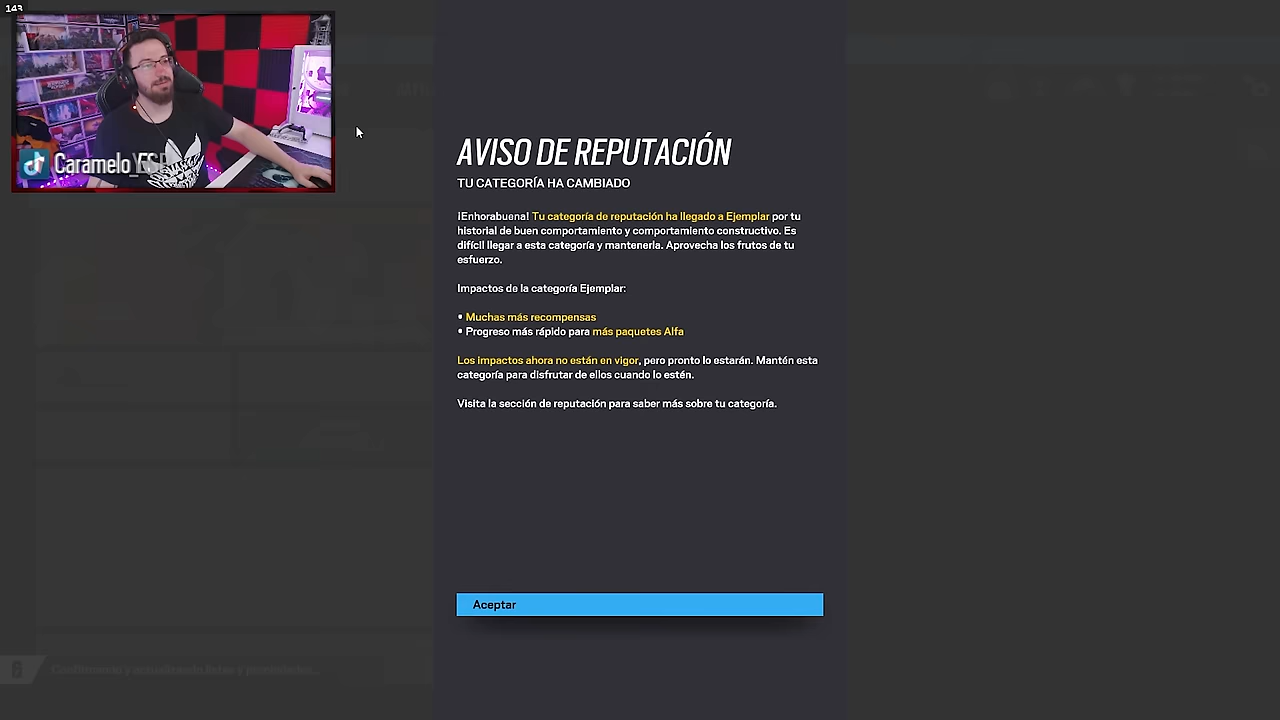 143
Caramelo_YESP
AVISO DE REPUTACIÓN
TU CATEGORÍA HA CAMBIADO
¡Enhorabuena! Tu categoría de reputación ha llegado a Ejemplar por tu
historial de buen comportamiento y comportamiento constructivo. Es
difícil llegar a esta categoría y mantenerla. Aprovecha los frutos de tu
esfuerzo.
Impactos de la categoría Ejemplar:
• Muchas más recompensas
• Progreso más rápido para más paquetes Alfa
Los impactos ahora no están en vigor, pero pronto lo estarán. Mantén esta
categoría para disfrutar de ellos cuando lo estén.
Visita la sección de reputación para saber más sobre tu categoría.
Aceptar